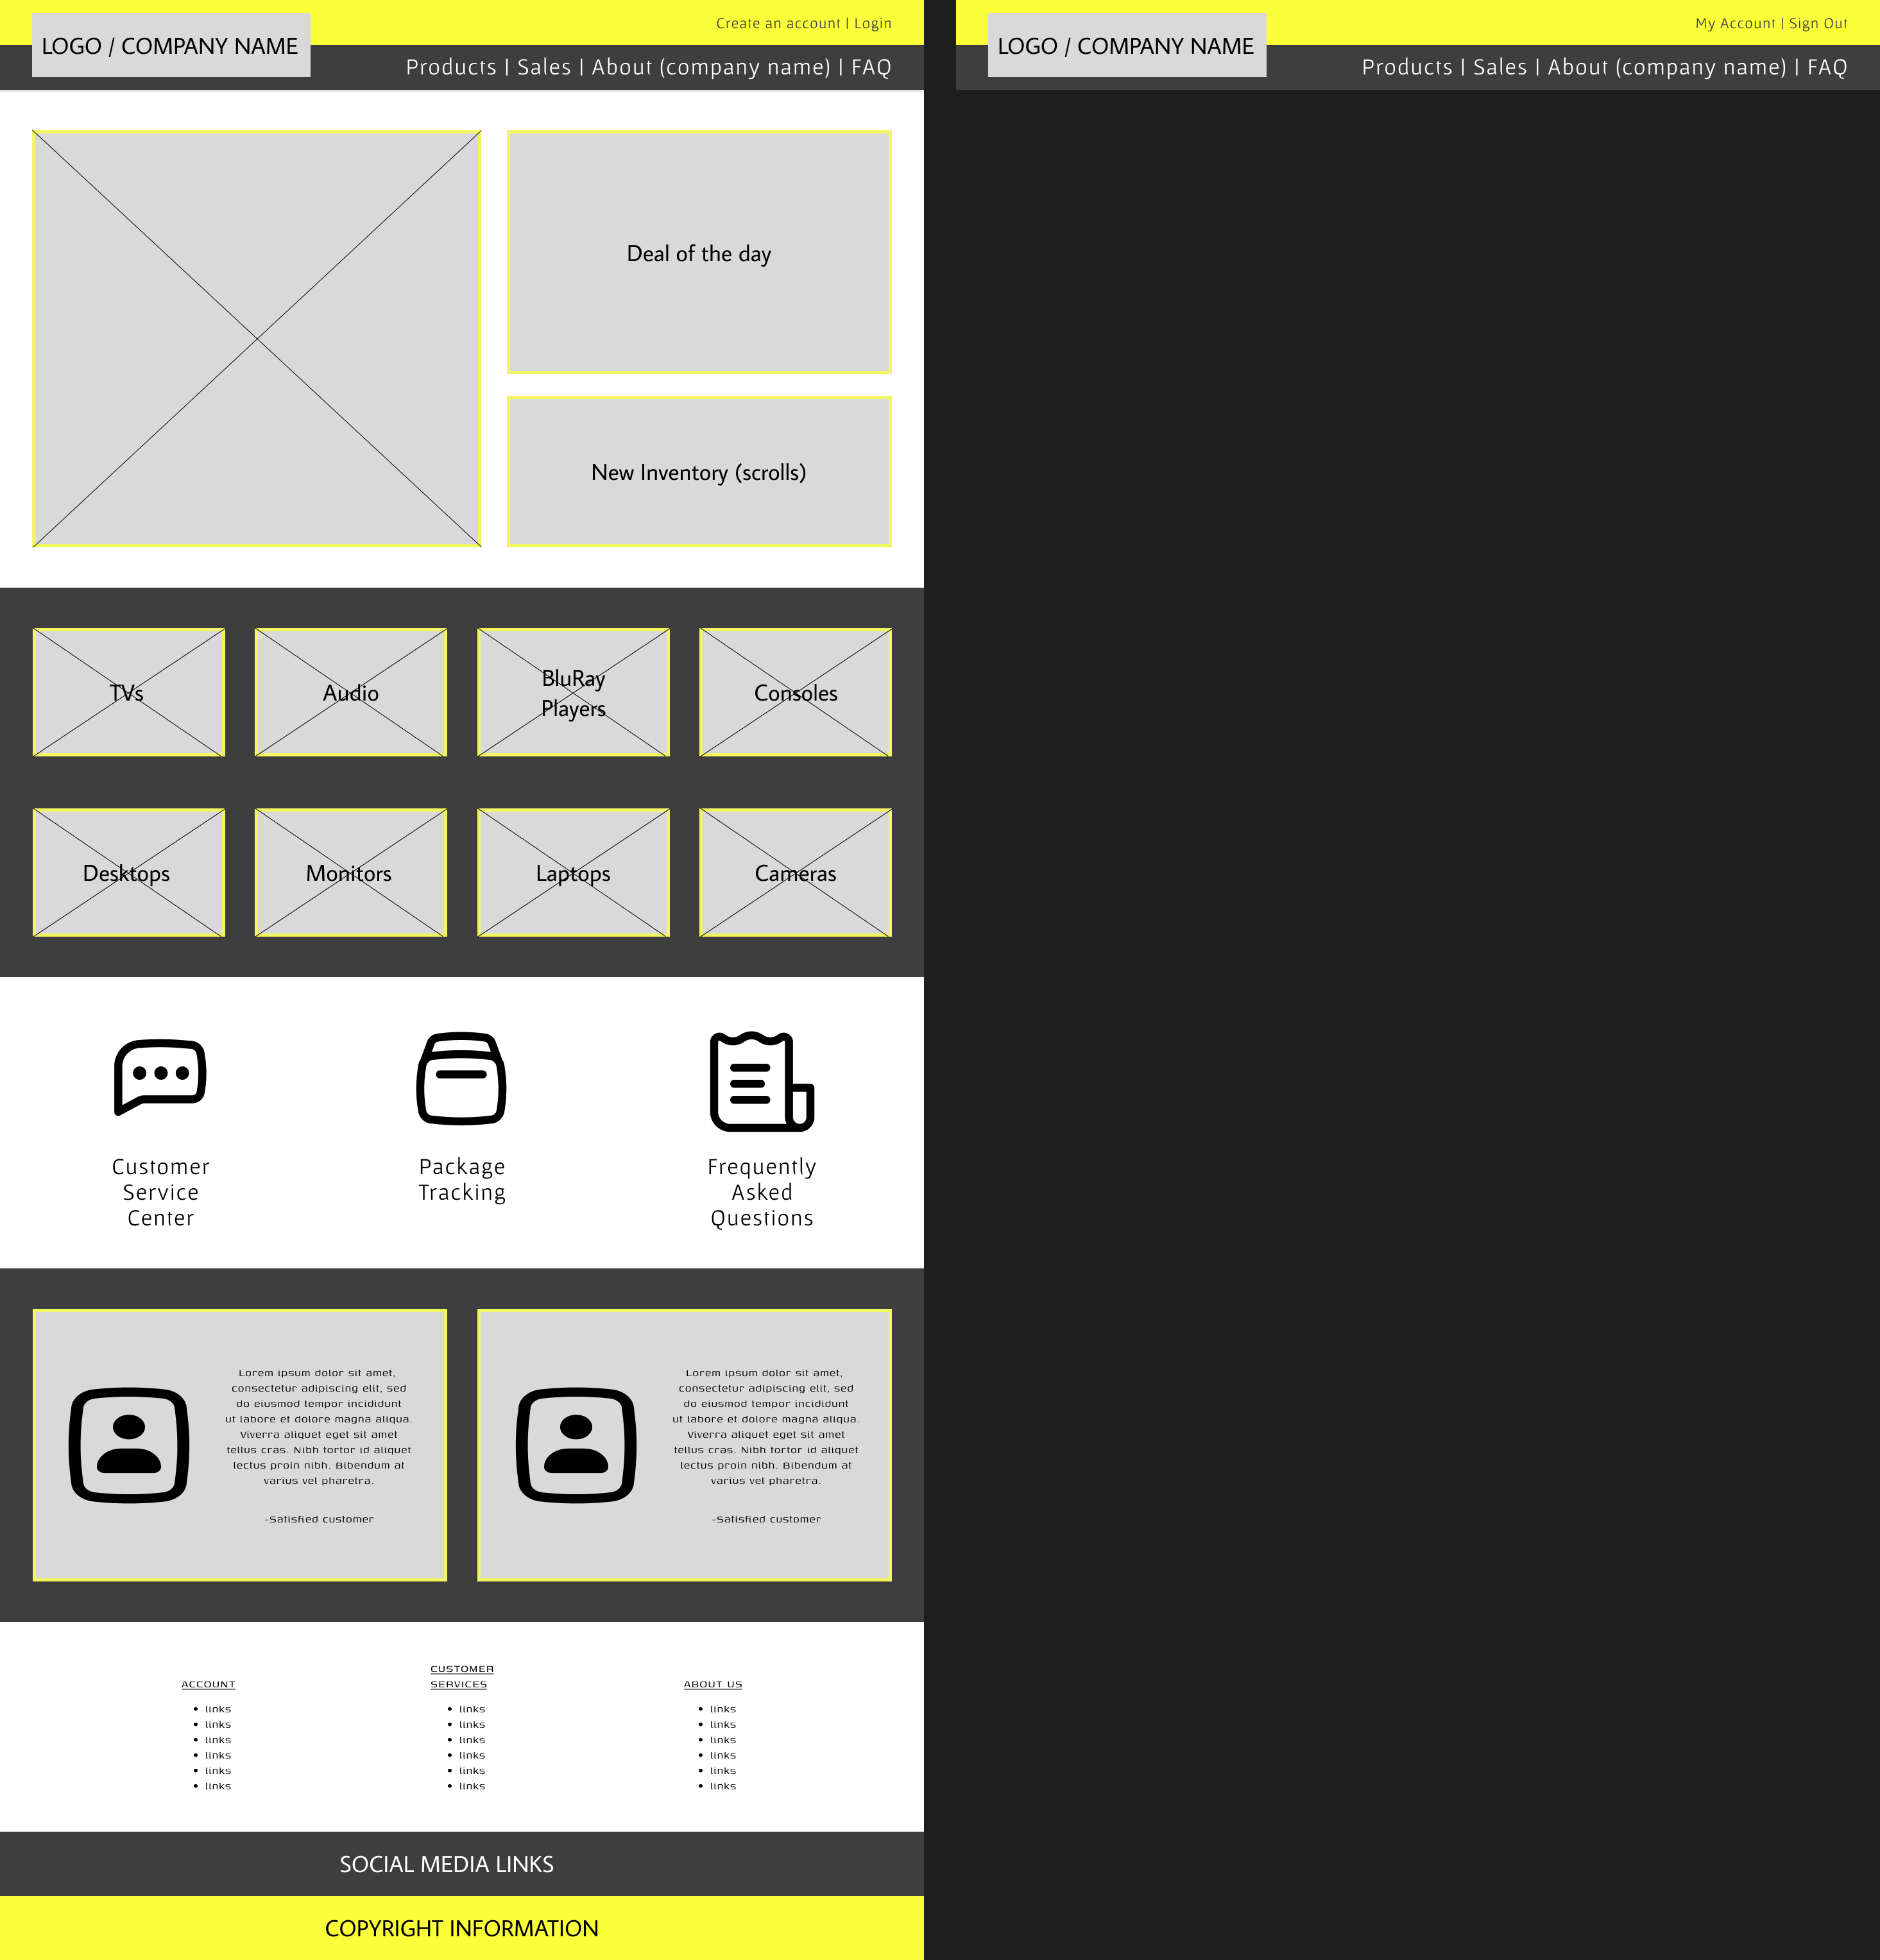 Create an account | Login
LOGO / COMPANY NAME
Products | Sales | About (company name) | FAQ
My Account | Sign Out
LOGO / COMPANY NAME
Products | Sales | About (company name) | FAQ
Deal of the day
New Inventory (scrolls)
TVs
Audio
BluRay
Players
Consoles
Desktops
Monitors
Laptops
Cameras
Customer
Service
Center
Package
Tracking
Frequently
Asked
Questions
Lorem ipsum dolor sit amet,
consectetur adipiscing elit, sed
do eiusmod tempor incididunt
ut labore et dolore magna aliqua.
Viverra aliquet eget sit amet
tellus cras. Nibh tortor id aliquet
lectus proin nibh. Bibendum at
varius vel pharetra.
-Satisfied customer
Lorem ipsum dolor sit amet,
consectetur adipiscing elit, sed
do eiusmod tempor incididunt
ut labore et dolore magna aliqua.
Viverra aliquet eget sit amet
tellus cras. Nibh tortor id aliquet
lectus proin nibh. Bibendum at
varius vel pharetra.
-Satisfied customer
ACCOUNT
• links
• links
• links
• links
• links
• links
CUSTOMER
SERVICES
• links
• links
• links
• links
• links
• links
ABOUT US
• links
• links
• links
• links
• links
• links
SOCIAL MEDIA LINKS
COPYRIGHT INFORMATION